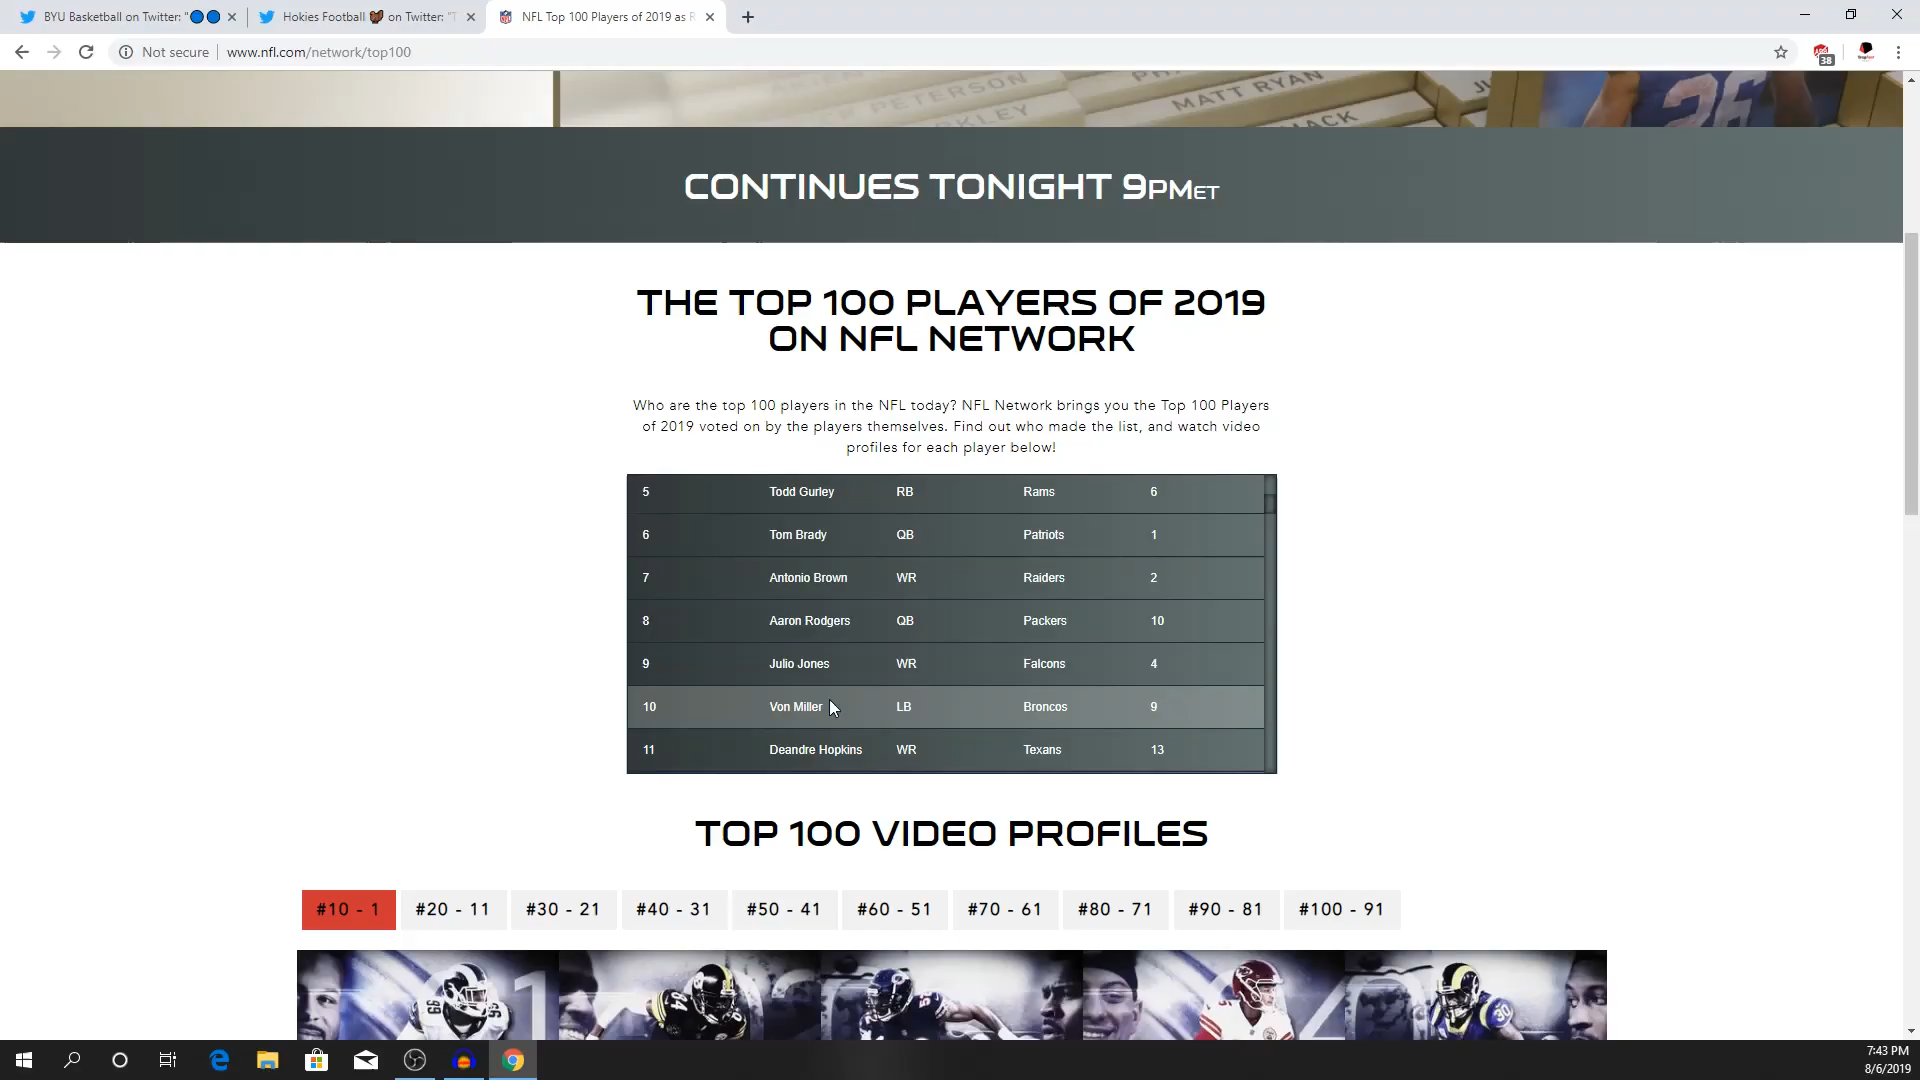 BYU Basketball on Twitter: "🔵🔵
Hokies Football 🦃 on Twitter: "T
NFL Top 100 Players of 2019 as R
Not secure
www.nfl.com/network/top100
38
PETERSON
MATT RYAN
CONTINUES TONIGHT 9PMET
THE TOP 100 PLAYERS OF 2019
ON NFL NETWORK
Who are the top 100 players in the NFL today? NFL Network brings you the Top 100 Players
of 2019 voted on by the players themselves. Find out who made the list, and watch video
profiles for each player below!
5 Todd Gurley RB Rams 6
6 Tom Brady QB Patriots 1
7 Antonio Brown WR Raiders 2
8 Aaron Rodgers QB Packers 10
9 Julio Jones WR Falcons 4
10 Von Miller LB Broncos 9
11 Deandre Hopkins WR Texans 13
TOP 100 VIDEO PROFILES
#10 - 1 #20 - 11 #30 - 21 #40 - 31 #50 - 41 #60 - 51 #70 - 61 #80 - 71 #90 - 81 #100 - 91
7:43 PM
8/6/2019